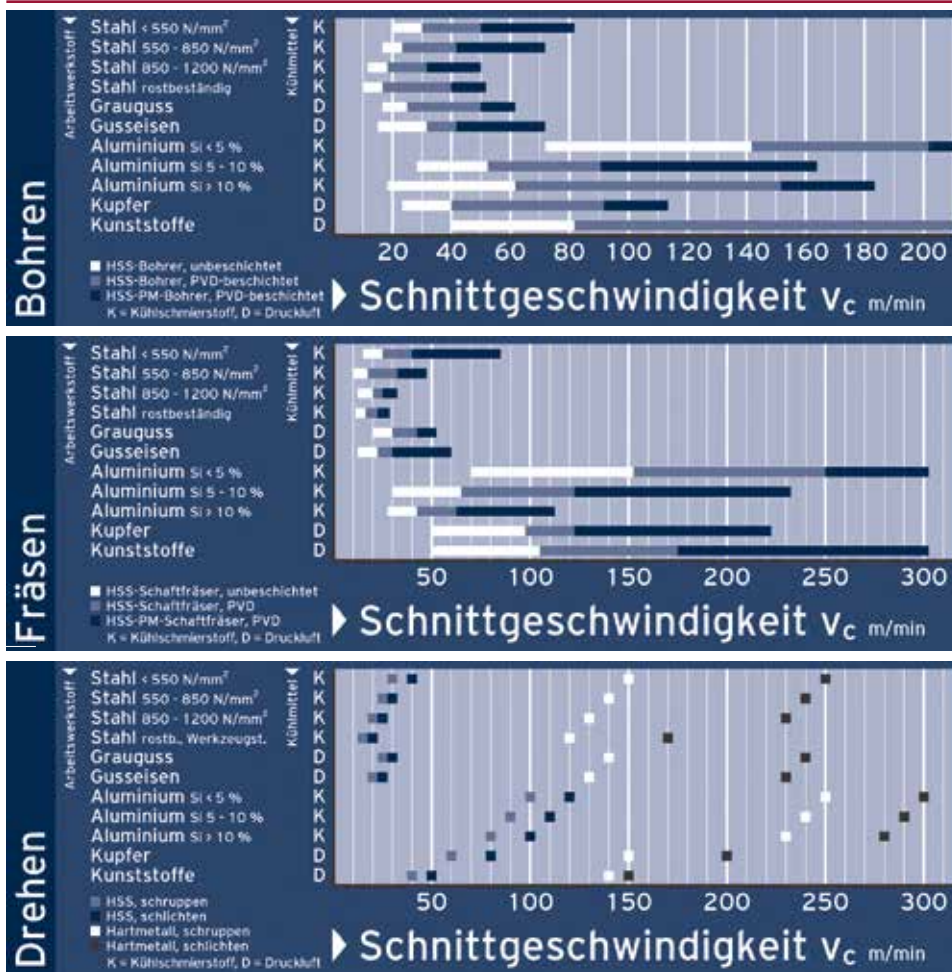 Bohren
Arbeitswerkstoff
Kühlmittel
Stahl < 550 N/mm² K
Stahl 550 - 850 N/mm² K
Stahl 850 - 1200 N/mm² K
Stahl rostbeständig K
Grauguss D
Gusseisen D
Aluminium Si < 5 % K
Aluminium Si 5 - 10 % K
Aluminium Si > 10 % K
Kupfer D
Kunststoffe D
20 40 60 80 100 120 140 160 180 200
HSS-Bohrer, unbeschichtet
HSS-Bohrer, PVD-beschichtet
HSS-PM-Bohrer, PVD-beschichtet
K = Kühlschmierstoff, D = Druckluft
Schnittgeschwindigkeit vc m/min
Fräsen
Arbeitswerkstoff
Kühlmittel
Stahl < 550 N/mm² K
Stahl 550 - 850 N/mm² K
Stahl 850 - 1200 N/mm² K
Stahl rostbeständig K
Grauguss D
Gusseisen D
Aluminium Si < 5 % K
Aluminium Si 5 - 10 % K
Aluminium Si > 10 % K
Kupfer D
Kunststoffe D
50 100 150 200 250 300
HSS-Schaftfräser, unbeschichtet
HSS-Schaftfräser, PVD
HSS-PM-Schaftfräser, PVD
K = Kühlschmierstoff, D = Druckluft
Schnittgeschwindigkeit vc m/min
Drehen
Arbeitswerkstoff
Kühlmittel
Stahl < 550 N/mm² K
Stahl 550 - 850 N/mm² K
Stahl 850 - 1200 N/mm² K
Stahl rostb., Werkzeugst. K
Grauguss D
Gusseisen D
Aluminium Si < 5 % K
Aluminium Si 5 - 10 % K
Aluminium Si > 10 % K
Kupfer D
Kunststoffe D
50 100 150 200 250 300
HSS, schruppen
HSS, schlichten
Hartmetall, schruppen
Hartmetall, schlichten
K = Kühlschmierstoff, D = Druckluft
Schnittgeschwindigkeit vc m/min